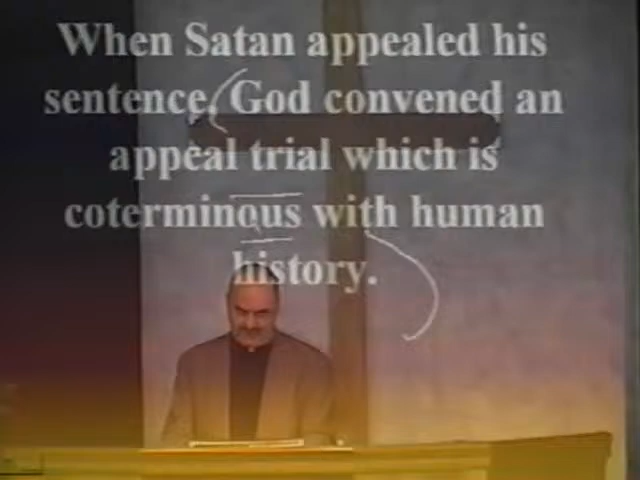 When Satan appealed his
sentence, God convened an
appeal trial which is
coterminous with human
history.